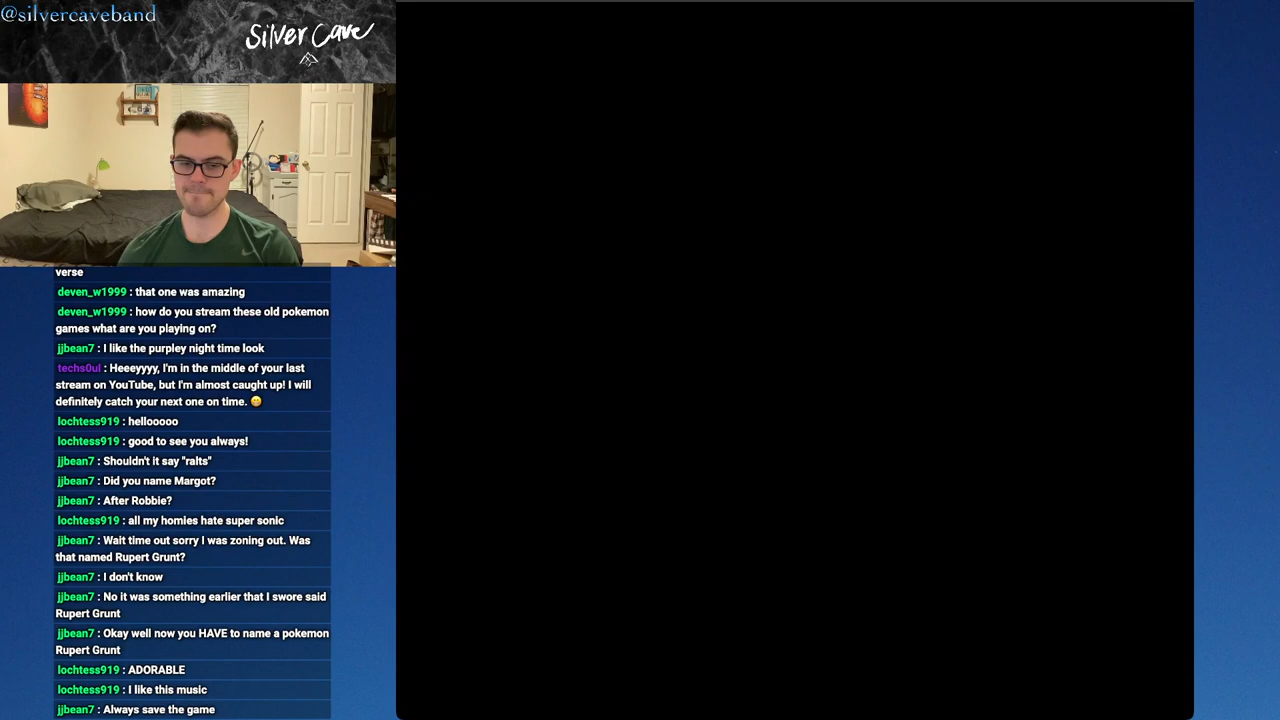 @silvercaveband
Silver Cave
verse
deven_w1999 : that one was amazing
deven_w1999 : how do you stream these old pokemon
games what are you playing on?
jjbean7 : I like the purpley night time look
techs0ul : Heeeyyyy, I'm in the middle of your last
stream on YouTube, but I'm almost caught up! I will
definitely catch your next one on time. 😁
lochtess919 : hellooooo
lochtess919 : good to see you always!
jjbean7 : Shouldn't it say "ralts"
jjbean7 : Did you name Margot?
jjbean7 : After Robbie?
lochtess919 : all my homies hate super sonic
jjbean7 : Wait time out sorry I was zoning out. Was
that named Rupert Grunt?
jjbean7 : I don't know
jjbean7 : No it was something earlier that I swore said
Rupert Grunt
jjbean7 : Okay well now you HAVE to name a pokemon
Rupert Grunt
lochtess919 : ADORABLE
lochtess919 : I like this music
jjbean7 : Always save the game